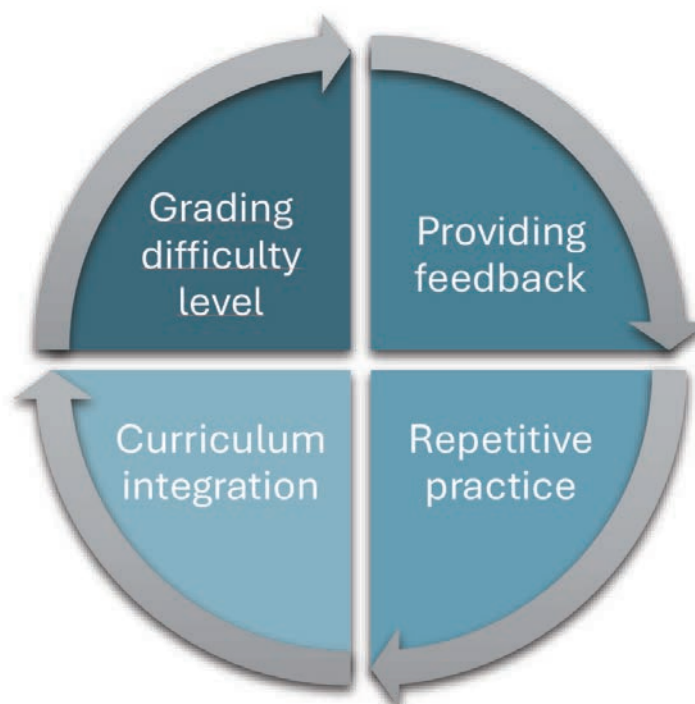 Grading
difficulty
level
Providing
feedback
Curriculum
integration
Repetitive
practice